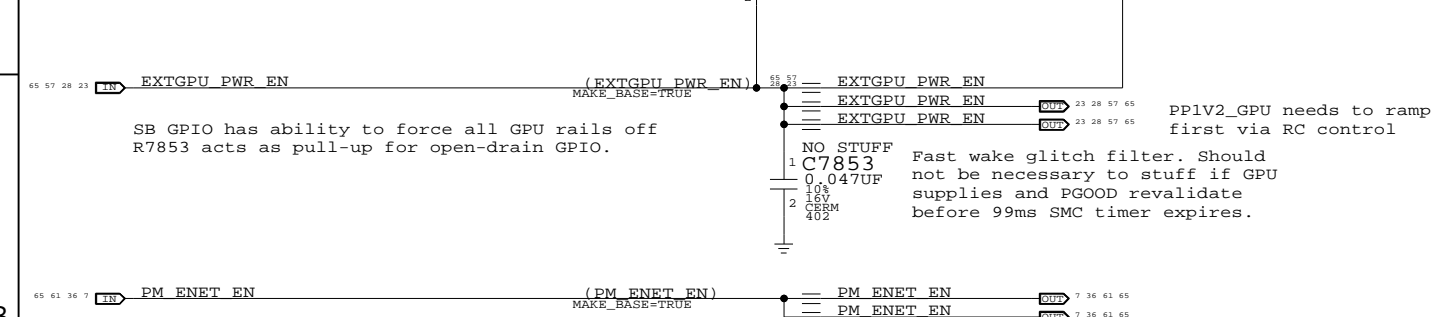 65 57 28 23 IN EXTGPU_PWR_EN (EXTGPU_PWR_EN) 65 57 EXTGPU_PWR_EN
MAKE_BASE=TRUE 28 23
EXTGPU_PWR_EN OUT 23 28 57 65
EXTGPU_PWR_EN OUT 23 28 57 65
PP1V2_GPU needs to ramp
first via RC control
SB GPIO has ability to force all GPU rails off
R7853 acts as pull-up for open-drain GPIO.
NO STUFF
1 C7853
0.047UF
10%
16V
2 CERM
402
Fast wake glitch filter. Should
not be necessary to stuff if GPU
supplies and PGOOD revalidate
before 99ms SMC timer expires.
65 61 36 7 IN PM_ENET_EN (PM_ENET_EN) PM_ENET_EN OUT 7 36 61 65
MAKE_BASE=TRUE
PM_ENET_EN OUT 7 36 61 65